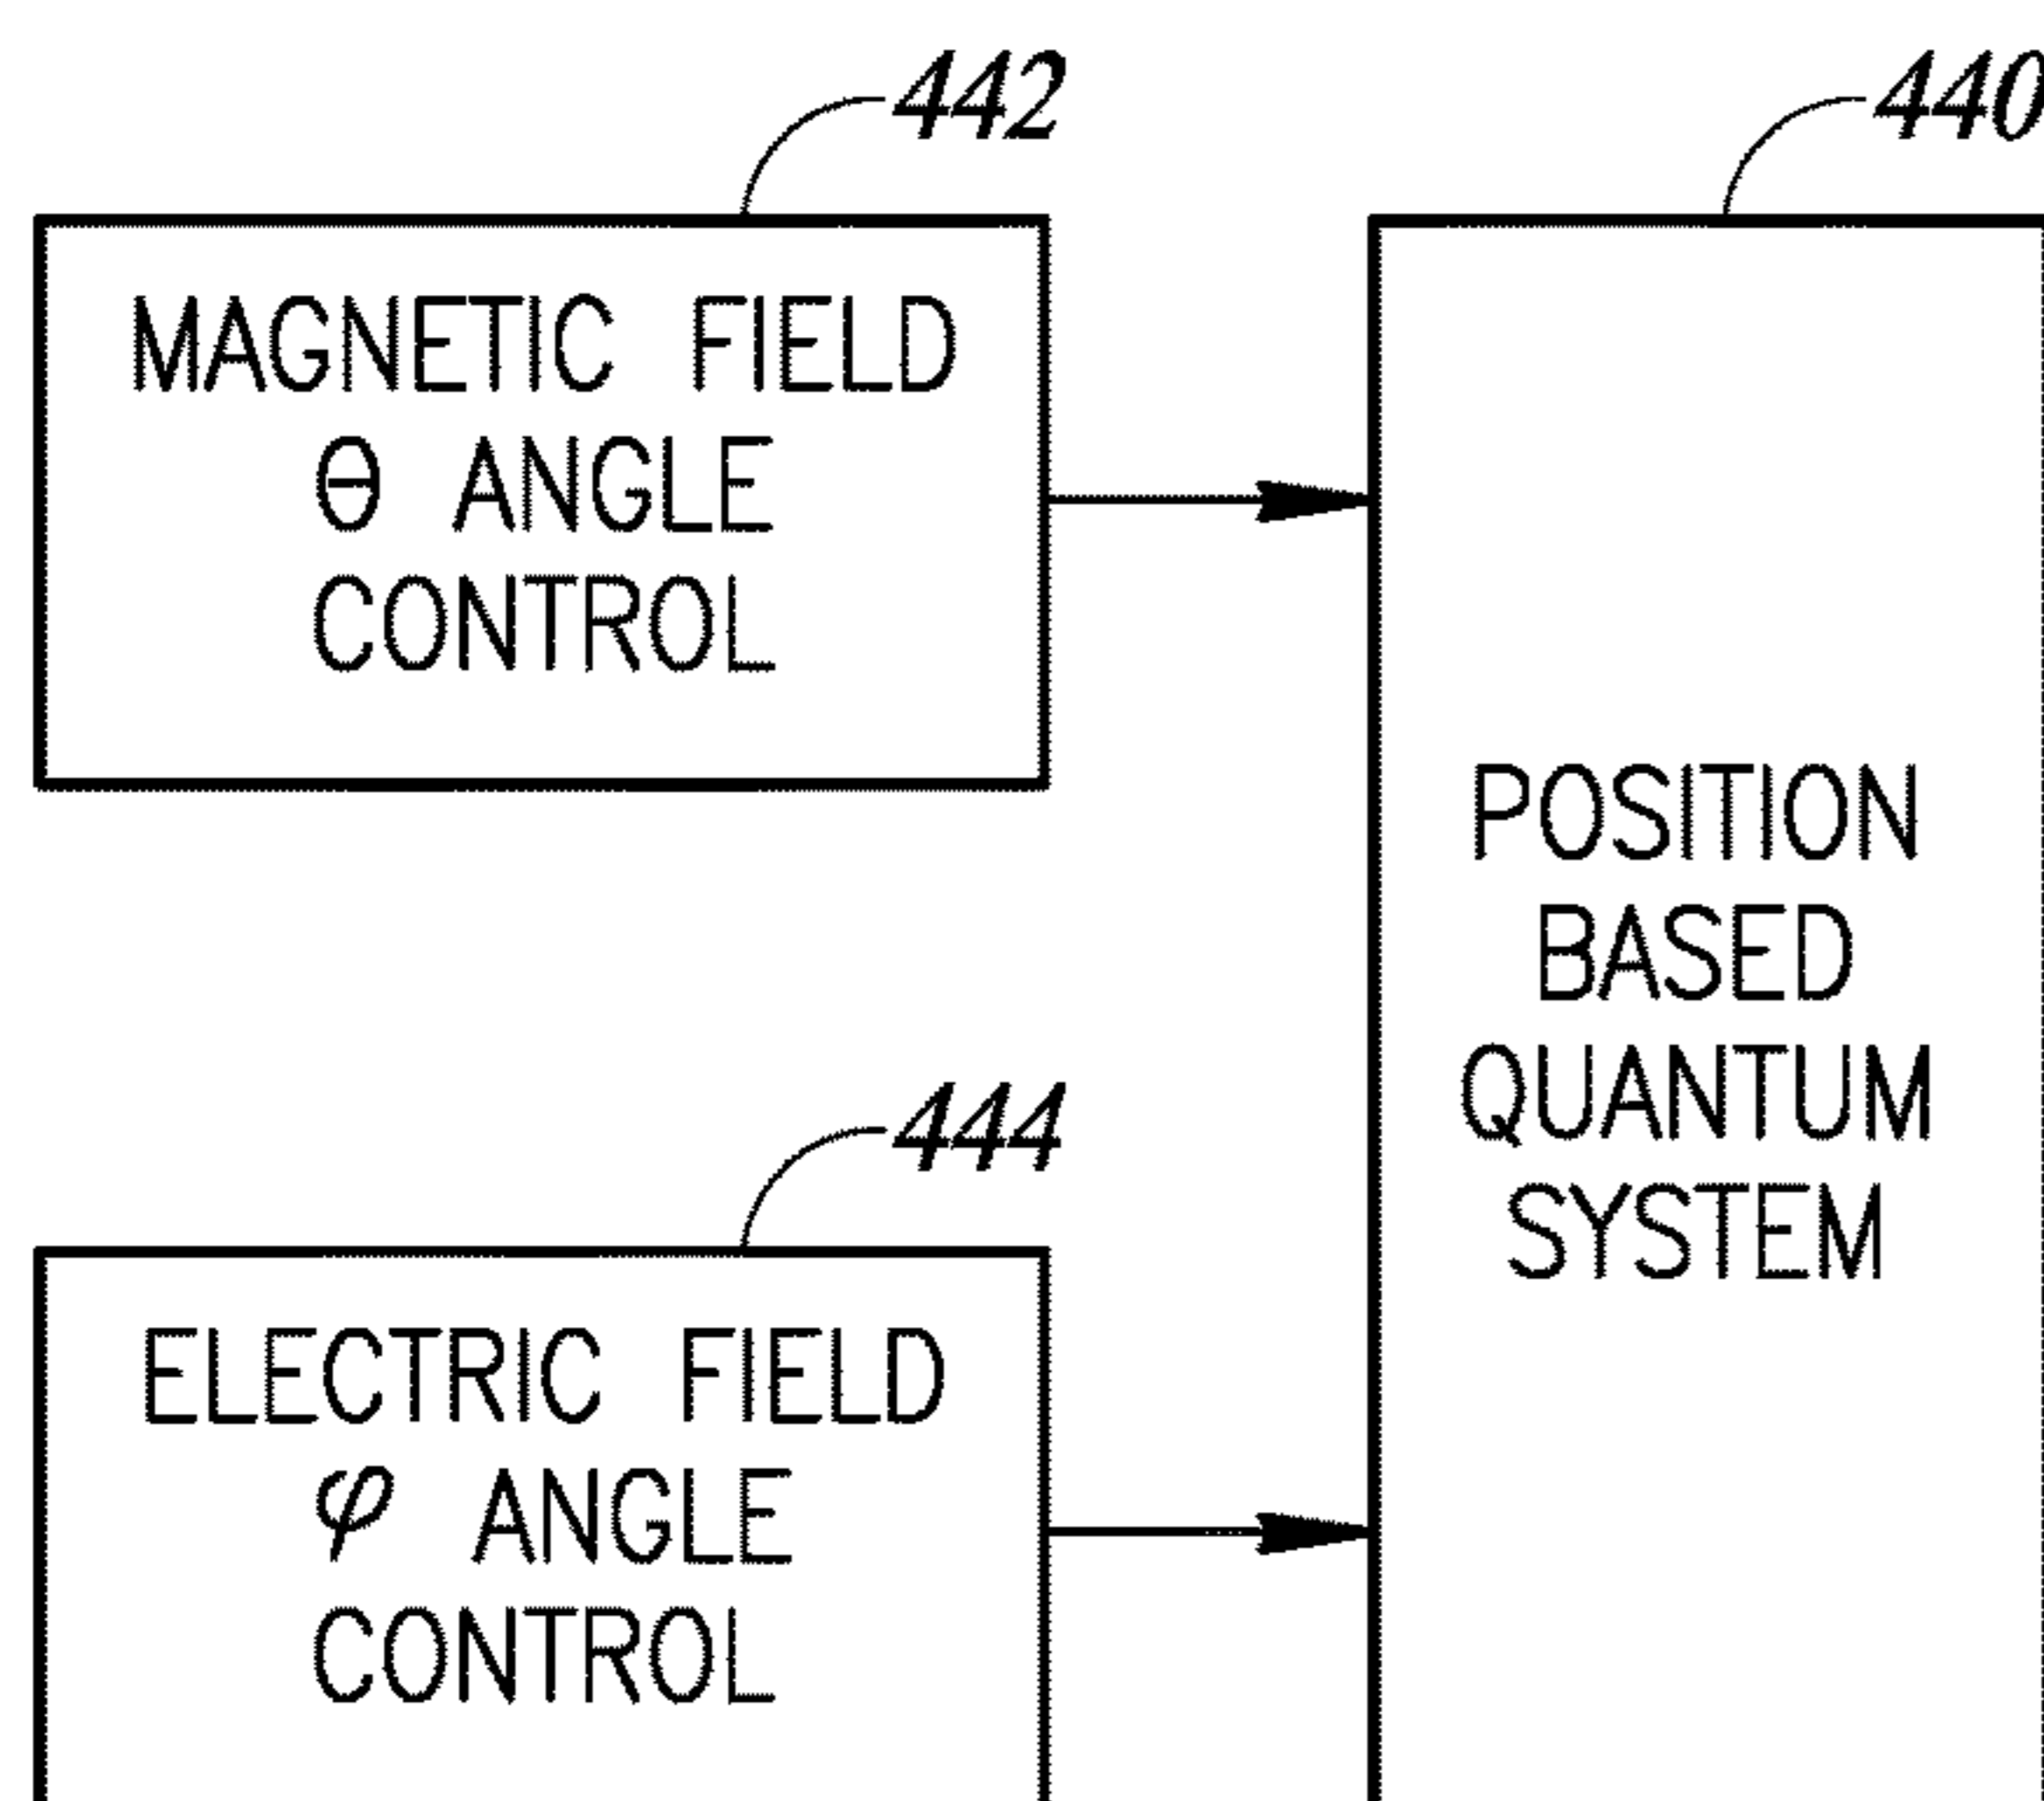 442
MAGNETIC FIELD
θ ANGLE
CONTROL
440
POSITION
BASED
QUANTUM
SYSTEM
444
ELECTRIC FIELD
φ ANGLE
CONTROL